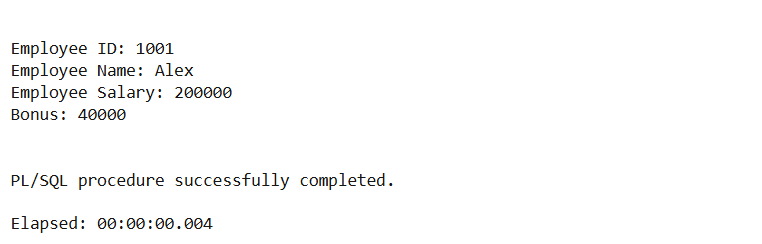 Employee ID: 1001
Employee Name: Alex
Employee Salary: 200000
Bonus: 40000
PL/SQL procedure successfully completed.
Elapsed: 00:00:00.004